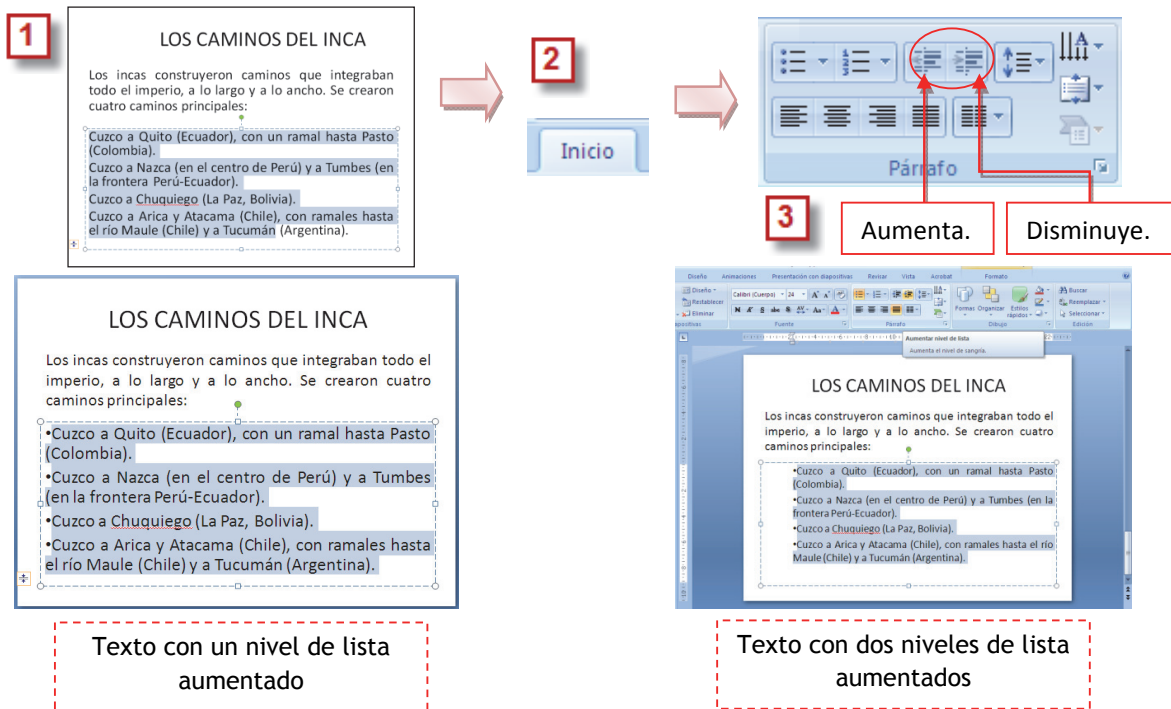 1
LOS CAMINOS DEL INCA
Los incas construyeron caminos que integraban
todo el imperio, a lo largo y a lo ancho. Se crearon
cuatro caminos principales:
Cuzco a Quito (Ecuador), con un ramal hasta Pasto
(Colombia).
Cuzco a Nazca (en el centro de Perú) y a Tumbes (en
la frontera Perú-Ecuador).
Cuzco a Chuquiego (La Paz, Bolivia).
Cuzco a Arica y Atacama (Chile), con ramales hasta
el río Maule (Chile) y a Tucumán (Argentina).
2
Inicio
Párrafo
3
Aumenta.
Disminuye.
LOS CAMINOS DEL INCA
Los incas construyeron caminos que integraban todo el
imperio, a lo largo y a lo ancho. Se crearon cuatro
caminos principales:
•Cuzco a Quito (Ecuador), con un ramal hasta Pasto
(Colombia).
•Cuzco a Nazca (en el centro de Perú) y a Tumbes
(en la frontera Perú-Ecuador).
•Cuzco a Chuquiego (La Paz, Bolivia).
•Cuzco a Arica y Atacama (Chile), con ramales hasta
el río Maule (Chile) y a Tucumán (Argentina).
Texto con un nivel de lista
aumentado
Diseño Animaciones Presentación con diapositivas Revisar Vista Acrobat Formato
Diseño
Restablecer
Eliminar
Calibri (Cuerpo) 24
Formas Organizar Estilos rápidos
Buscar
Reemplazar
Seleccionar
Fuente Párrafo Dibujo Edición
Aumentar nivel de lista
Aumenta el nivel de sangría.
LOS CAMINOS DEL INCA
Los incas construyeron caminos que integraban todo el
imperio, a lo largo y a lo ancho. Se crearon cuatro
caminos principales:
•Cuzco a Quito (Ecuador), con un ramal hasta Pasto
(Colombia).
•Cuzco a Nazca (en el centro de Perú) y a Tumbes (en la
frontera Perú-Ecuador).
•Cuzco a Chuquiego (La Paz, Bolivia).
•Cuzco a Arica y Atacama (Chile), con ramales hasta el río
Maule (Chile) y a Tucumán (Argentina).
Texto con dos niveles de lista
aumentados